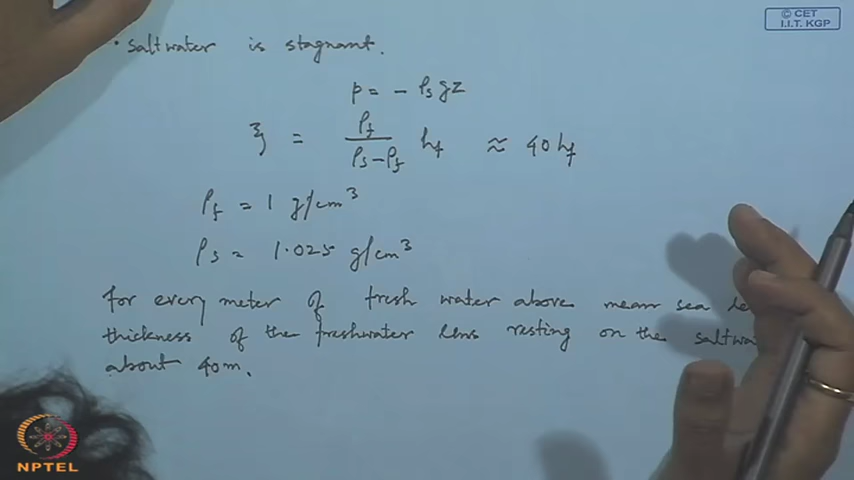 © CET
I.I.T. KGP
• saltwater is stagnant.
p = - ρs g z
ξ = ρf / (ρs - ρf) hf ≈ 40 hf
ρf = 1 g/cm³
ρs = 1.025 g/cm³
For every meter of fresh water above mean sea
thickness of the freshwater lens resting on the
about 40m.
NPTEL